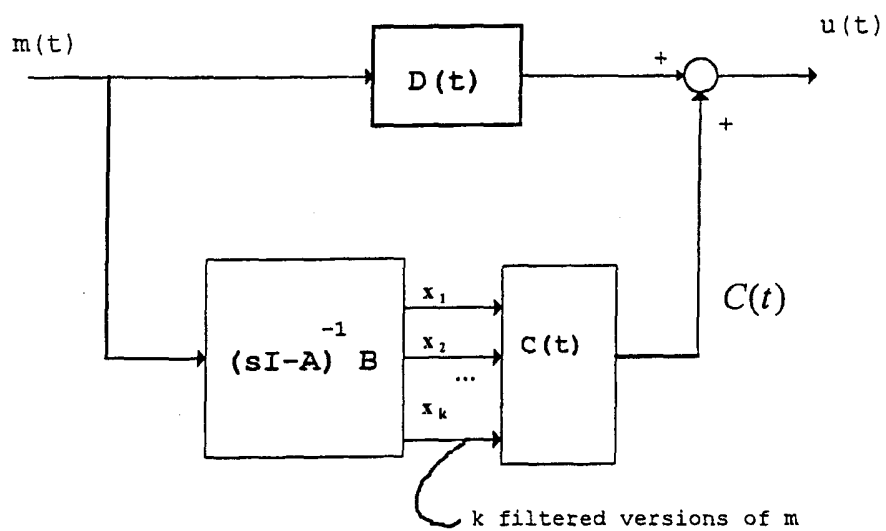 u(t)
m(t)
D(t)
+
+
x1
C(t)
-1
(sI-A) B
x2
C(t)
...
xk
k filtered versions of m